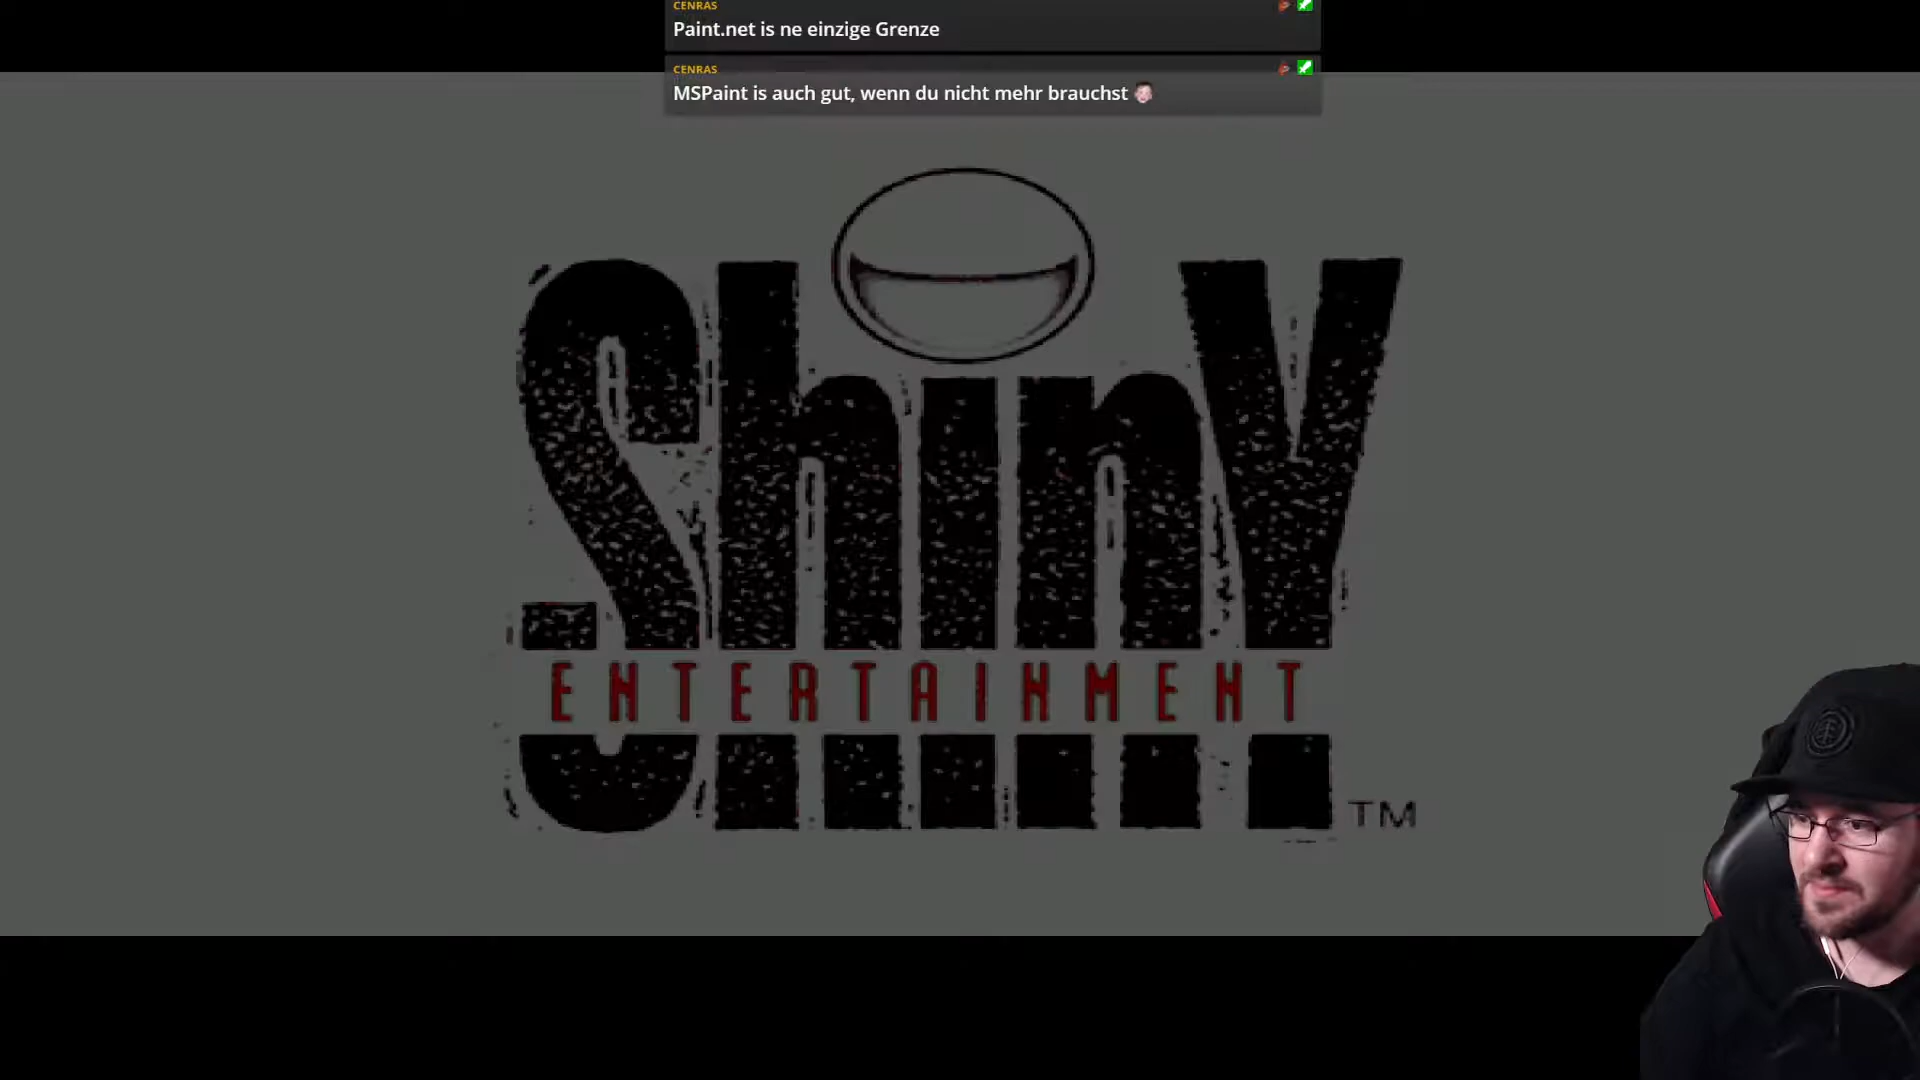 CENRAS
Paint.net is ne einzige Grenze
CENRAS
MSPaint is auch gut, wenn du nicht mehr brauchst
Shiny
ENTERTAINMENT
TM